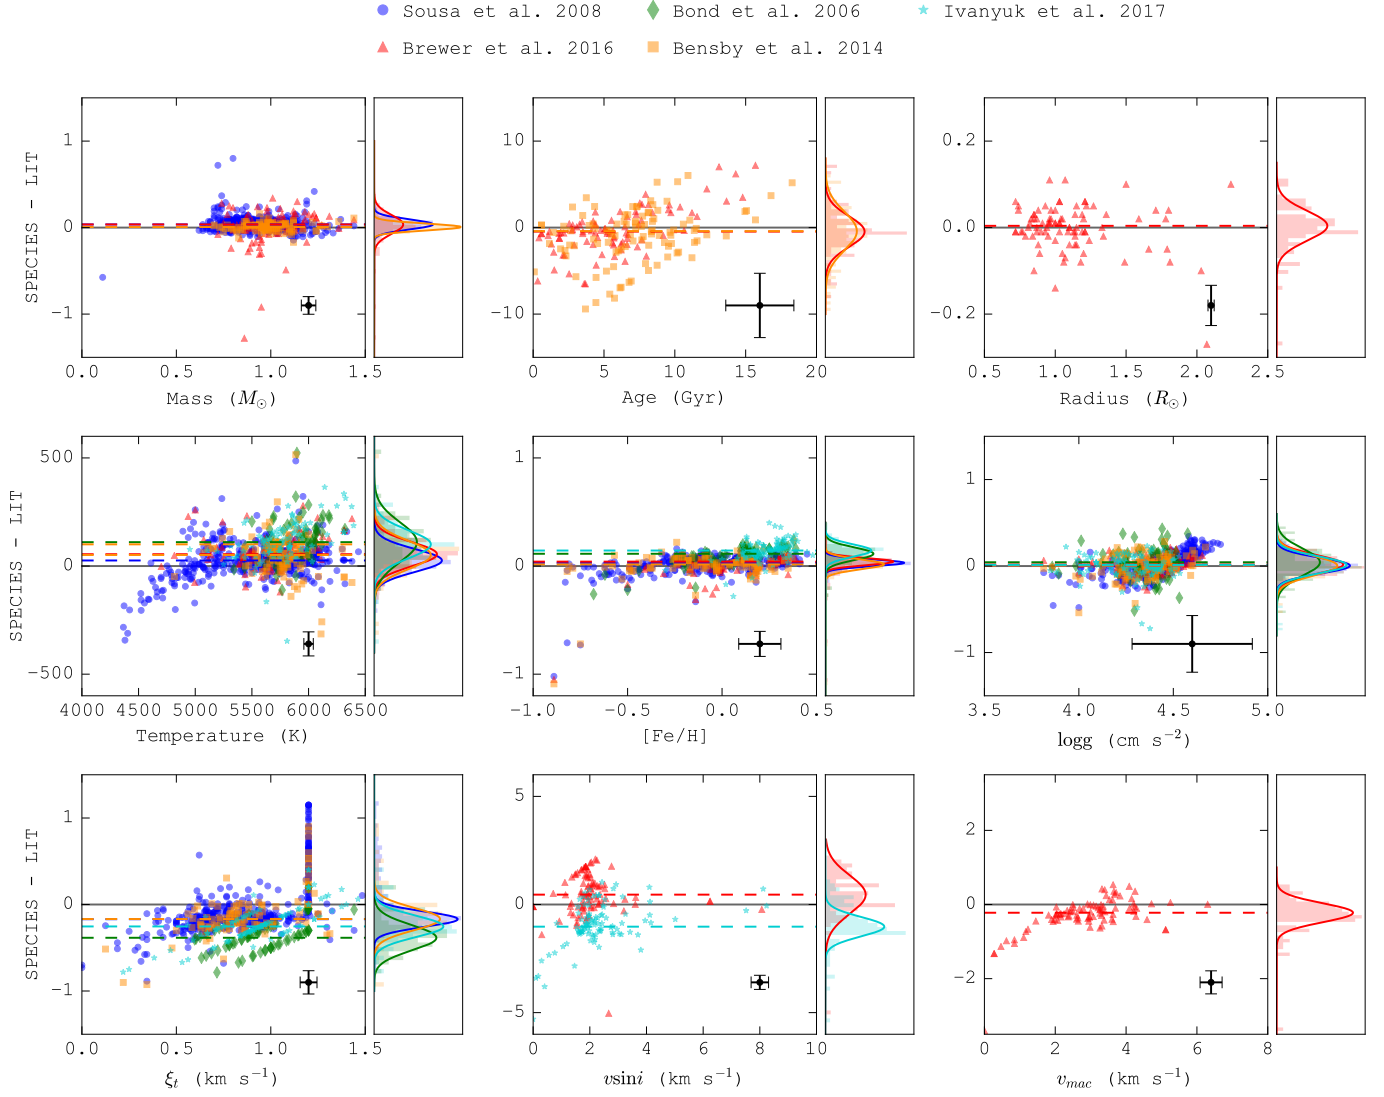 Sousa et al. 2008 Bond et al. 2006 Ivanyuk et al. 2017
Brewer et al. 2016 Bensby et al. 2014
SPECIES - LIT
1
0
−1
0.0 0.5 1.0 1.5
Mass (M⊙)
10
0
−10
0 5 10 15 20
Age (Gyr)
0.2
0.0
−0.2
0.5 1.0 1.5 2.0 2.5
Radius (R⊙)
SPECIES - LIT
500
0
−500
4000 4500 5000 5500 6000 6500
Temperature (K)
1
0
−1
−1.0 −0.5 0.0 0.5
[Fe/H]
1
0
−1
3.5 4.0 4.5 5.0
logg (cm s⁻²)
SPECIES - LIT
1
0
−1
0.0 0.5 1.0 1.5
ξt (km s⁻¹)
5
0
−5
0 2 4 6 8 10
vsini (km s⁻¹)
2
0
−2
0 2 4 6 8
vmac (km s⁻¹)